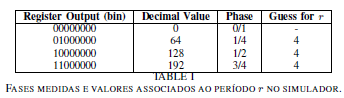 Register Output (bin) Decimal Value Phase Guess for r
00000000 0 0/1 -
01000000 64 1/4 4
10000000 128 1/2 4
11000000 192 3/4 4
TABLE I
FASES MEDIDAS E VALORES ASSOCIADOS AO PERÍODO r NO SIMULADOR.